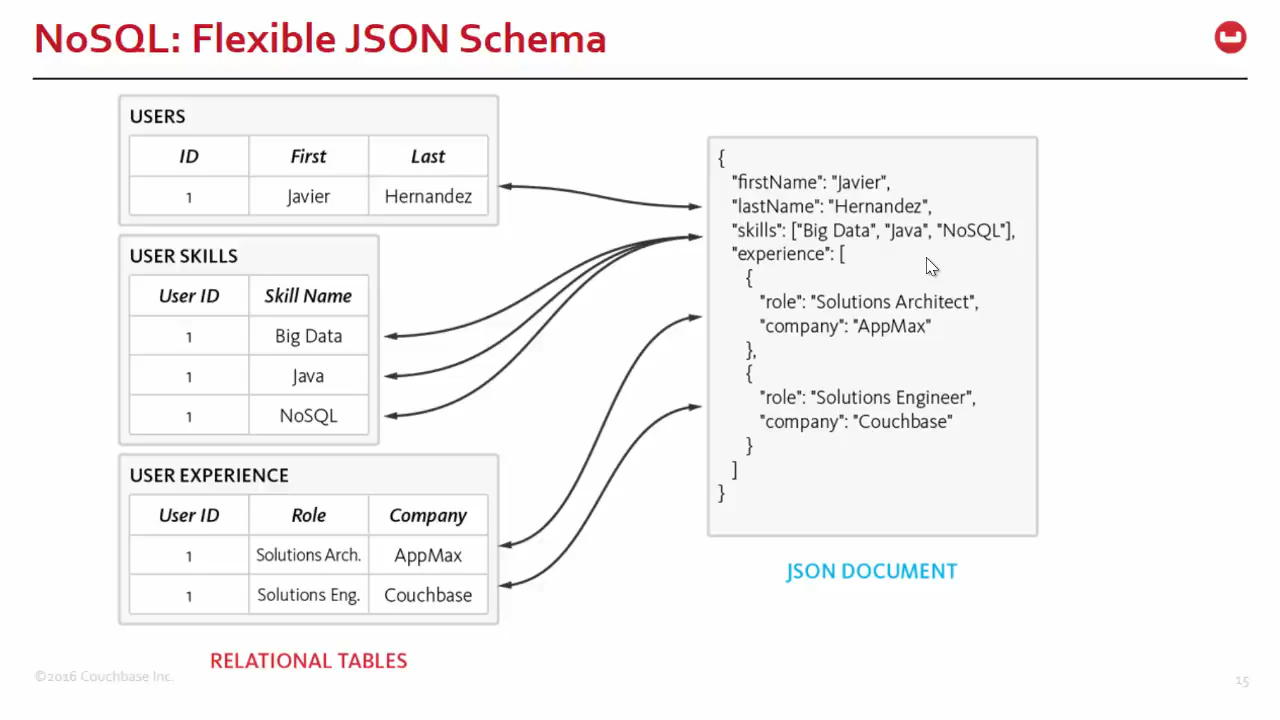 NoSQL: Flexible JSON Schema
USERS
ID First Last
1 Javier Hernandez
USER SKILLS
User ID Skill Name
1 Big Data
1 Java
1 NoSQL
USER EXPERIENCE
User ID Role Company
1 Solutions Arch. AppMax
1 Solutions Eng. Couchbase
RELATIONAL TABLES
{
"firstName": "Javier",
"lastName": "Hernandez",
"skills": ["Big Data", "Java", "NoSQL"],
"experience": [
{
"role": "Solutions Architect",
"company": "AppMax"
},
{
"role": "Solutions Engineer",
"company": "Couchbase"
}
]
}
JSON DOCUMENT
©2016 Couchbase Inc.
15